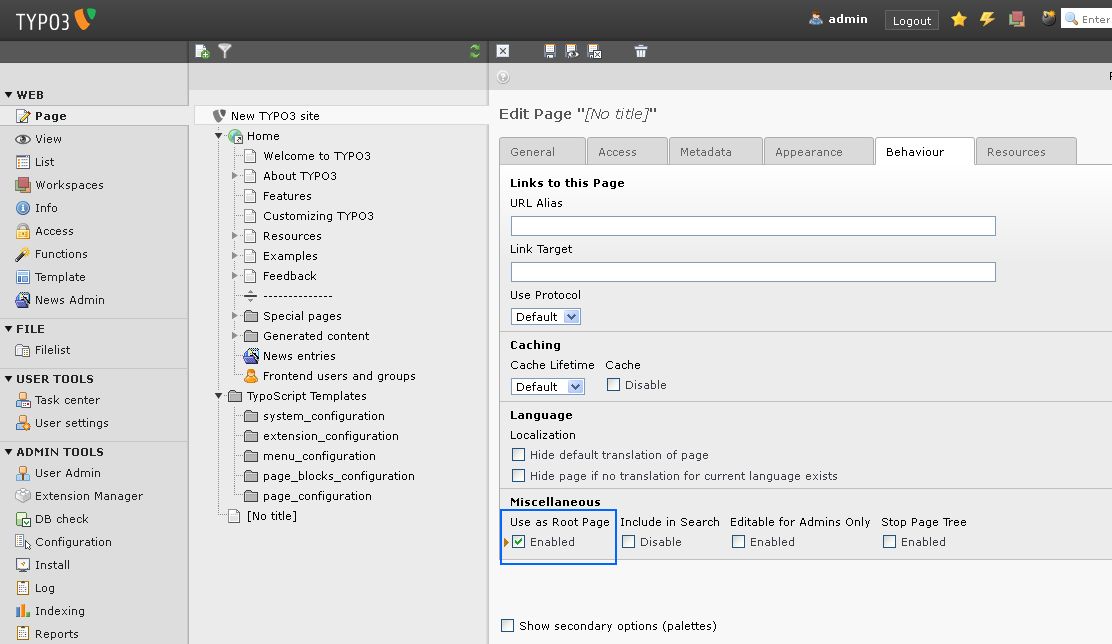 TYPO3
admin
Logout
Enter
WEB
Page
View
List
Workspaces
Info
Access
Functions
Template
News Admin
FILE
Filelist
USER TOOLS
Task center
User settings
ADMIN TOOLS
User Admin
Extension Manager
DB check
Configuration
Install
Log
Indexing
Reports
New TYPO3 site
Home
Welcome to TYPO3
About TYPO3
Features
Customizing TYPO3
Resources
Examples
Feedback
--------------
Special pages
Generated content
News entries
Frontend users and groups
TypoScript Templates
system_configuration
extension_configuration
menu_configuration
page_blocks_configuration
page_configuration
[No title]
Edit Page "[No title]"
General Access Metadata Appearance Behaviour Resources
Links to this Page
URL Alias
Link Target
Use Protocol
Default
Caching
Cache Lifetime Cache
Default Disable
Language
Localization
Hide default translation of page
Hide page if no translation for current language exists
Miscellaneous
Use as Root Page Include in Search Editable for Admins Only Stop Page Tree
Enabled Disable Enabled Enabled
Show secondary options (palettes)